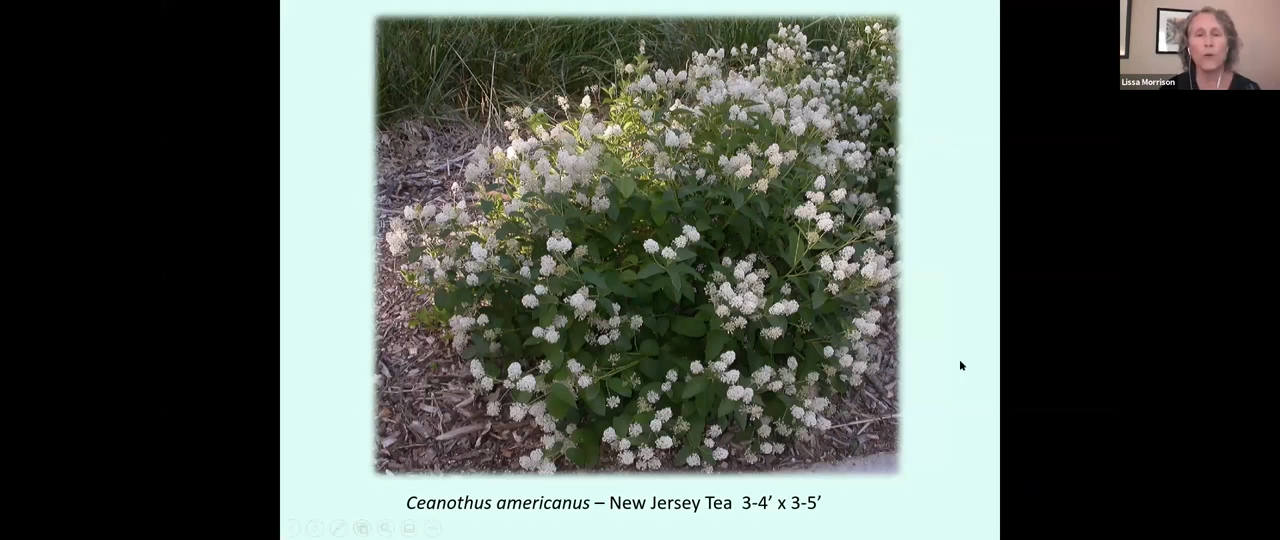 Lissa Morrison
Ceanothus americanus – New Jersey Tea 3-4’ x 3-5’